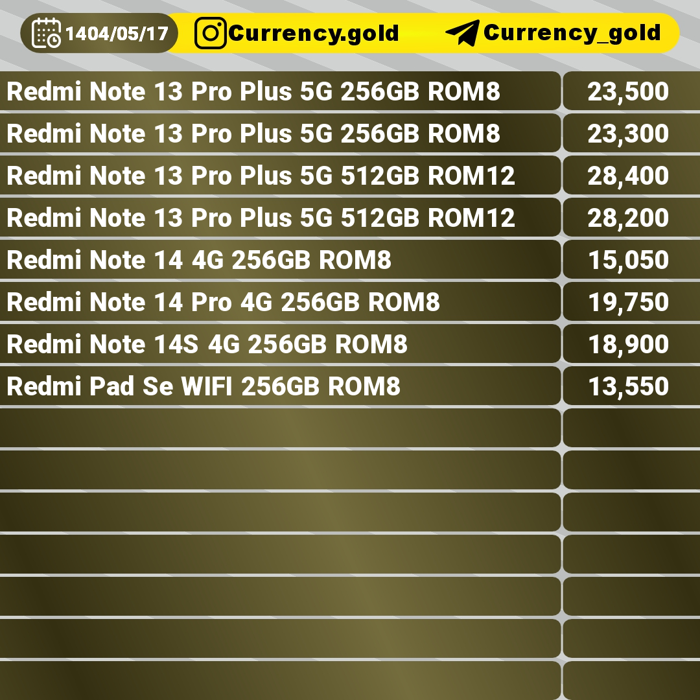 1404/05/17 Currency.gold Currency_gold
Redmi Note 13 Pro Plus 5G 256GB ROM8 23,500
Redmi Note 13 Pro Plus 5G 256GB ROM8 23,300
Redmi Note 13 Pro Plus 5G 512GB ROM12 28,400
Redmi Note 13 Pro Plus 5G 512GB ROM12 28,200
Redmi Note 14 4G 256GB ROM8 15,050
Redmi Note 14 Pro 4G 256GB ROM8 19,750
Redmi Note 14S 4G 256GB ROM8 18,900
Redmi Pad Se WIFI 256GB ROM8 13,550